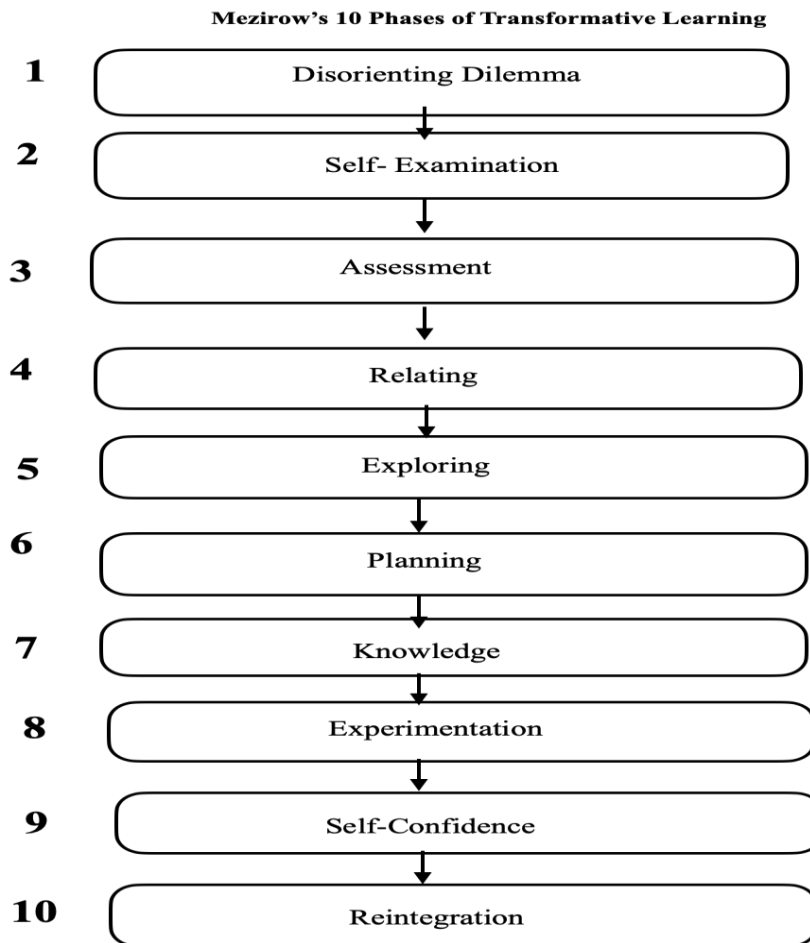 Mezirow's 10 Phases of Transformative Learning
1 Disorienting Dilemma
2 Self- Examination
3 Assessment
4 Relating
5 Exploring
6 Planning
7 Knowledge
8 Experimentation
9 Self-Confidence
10 Reintegration